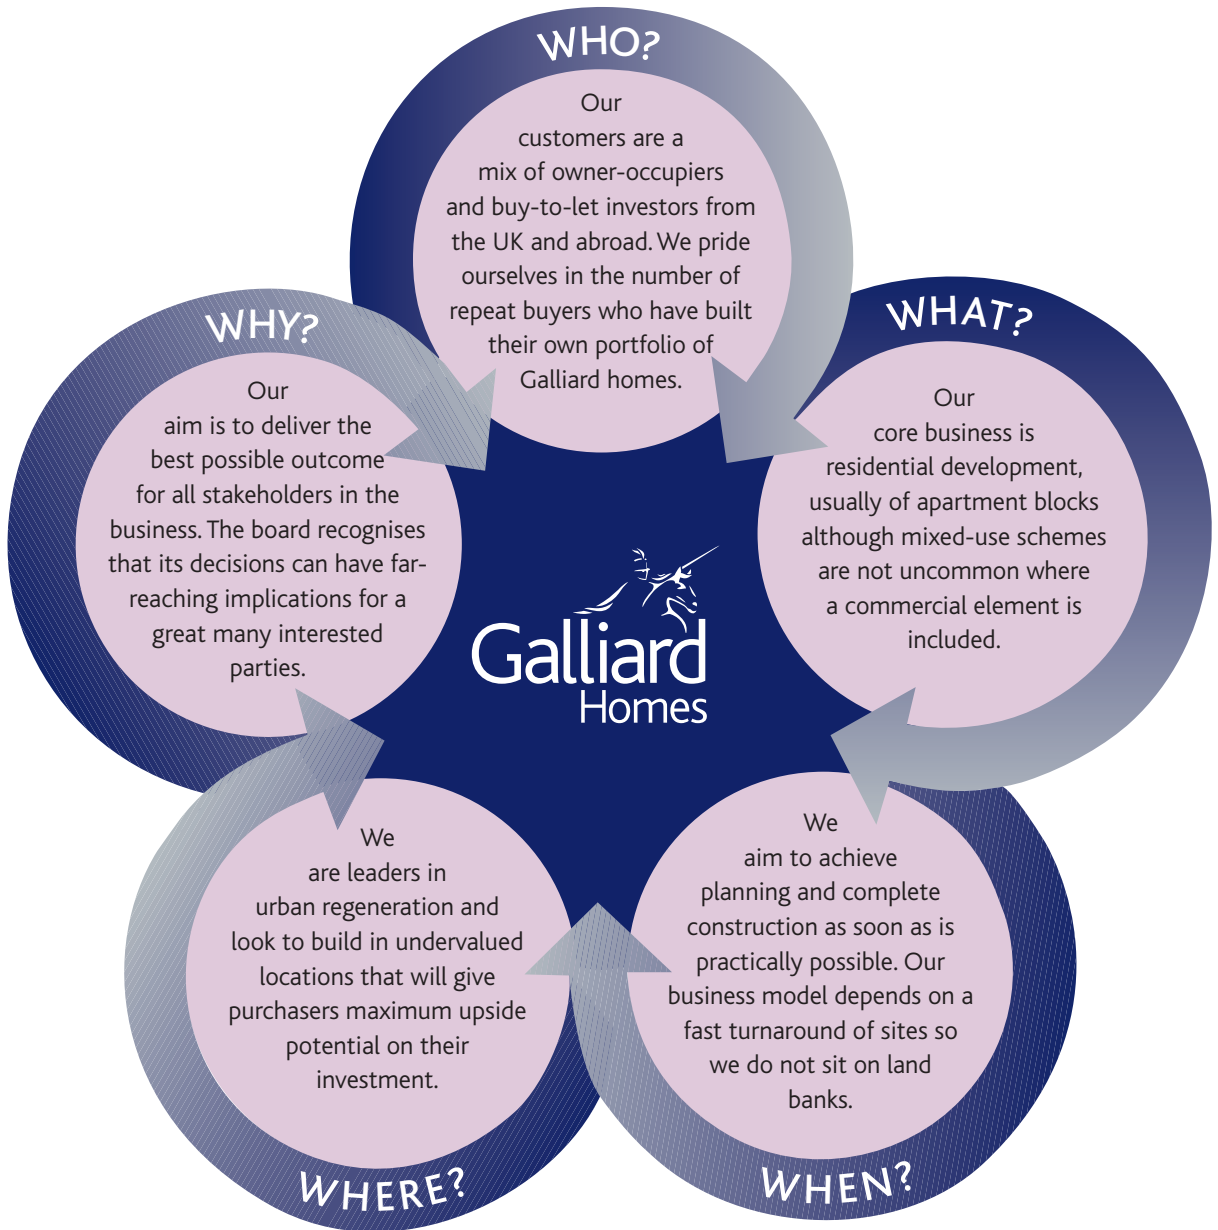 WHO?
Our
customers are a
mix of owner-occupiers
and buy-to-let investors from
the UK and abroad. We pride
ourselves in the number of
repeat buyers who have built
their own portfolio of
Galliard homes.
WHAT?
Our
core business is
residential development,
usually of apartment blocks
although mixed-use schemes
are not uncommon where
a commercial element is
included.
WHEN?
We
aim to achieve
planning and complete
construction as soon as is
practically possible. Our
business model depends on a
fast turnaround of sites so
we do not sit on land
banks.
WHERE?
We
are leaders in
urban regeneration and
look to build in undervalued
locations that will give
purchasers maximum upside
potential on their
investment.
WHY?
Our
aim is to deliver the
best possible outcome
for all stakeholders in the
business. The board recognises
that its decisions can have far-
reaching implications for a
great many interested
parties.
Galliard
Homes